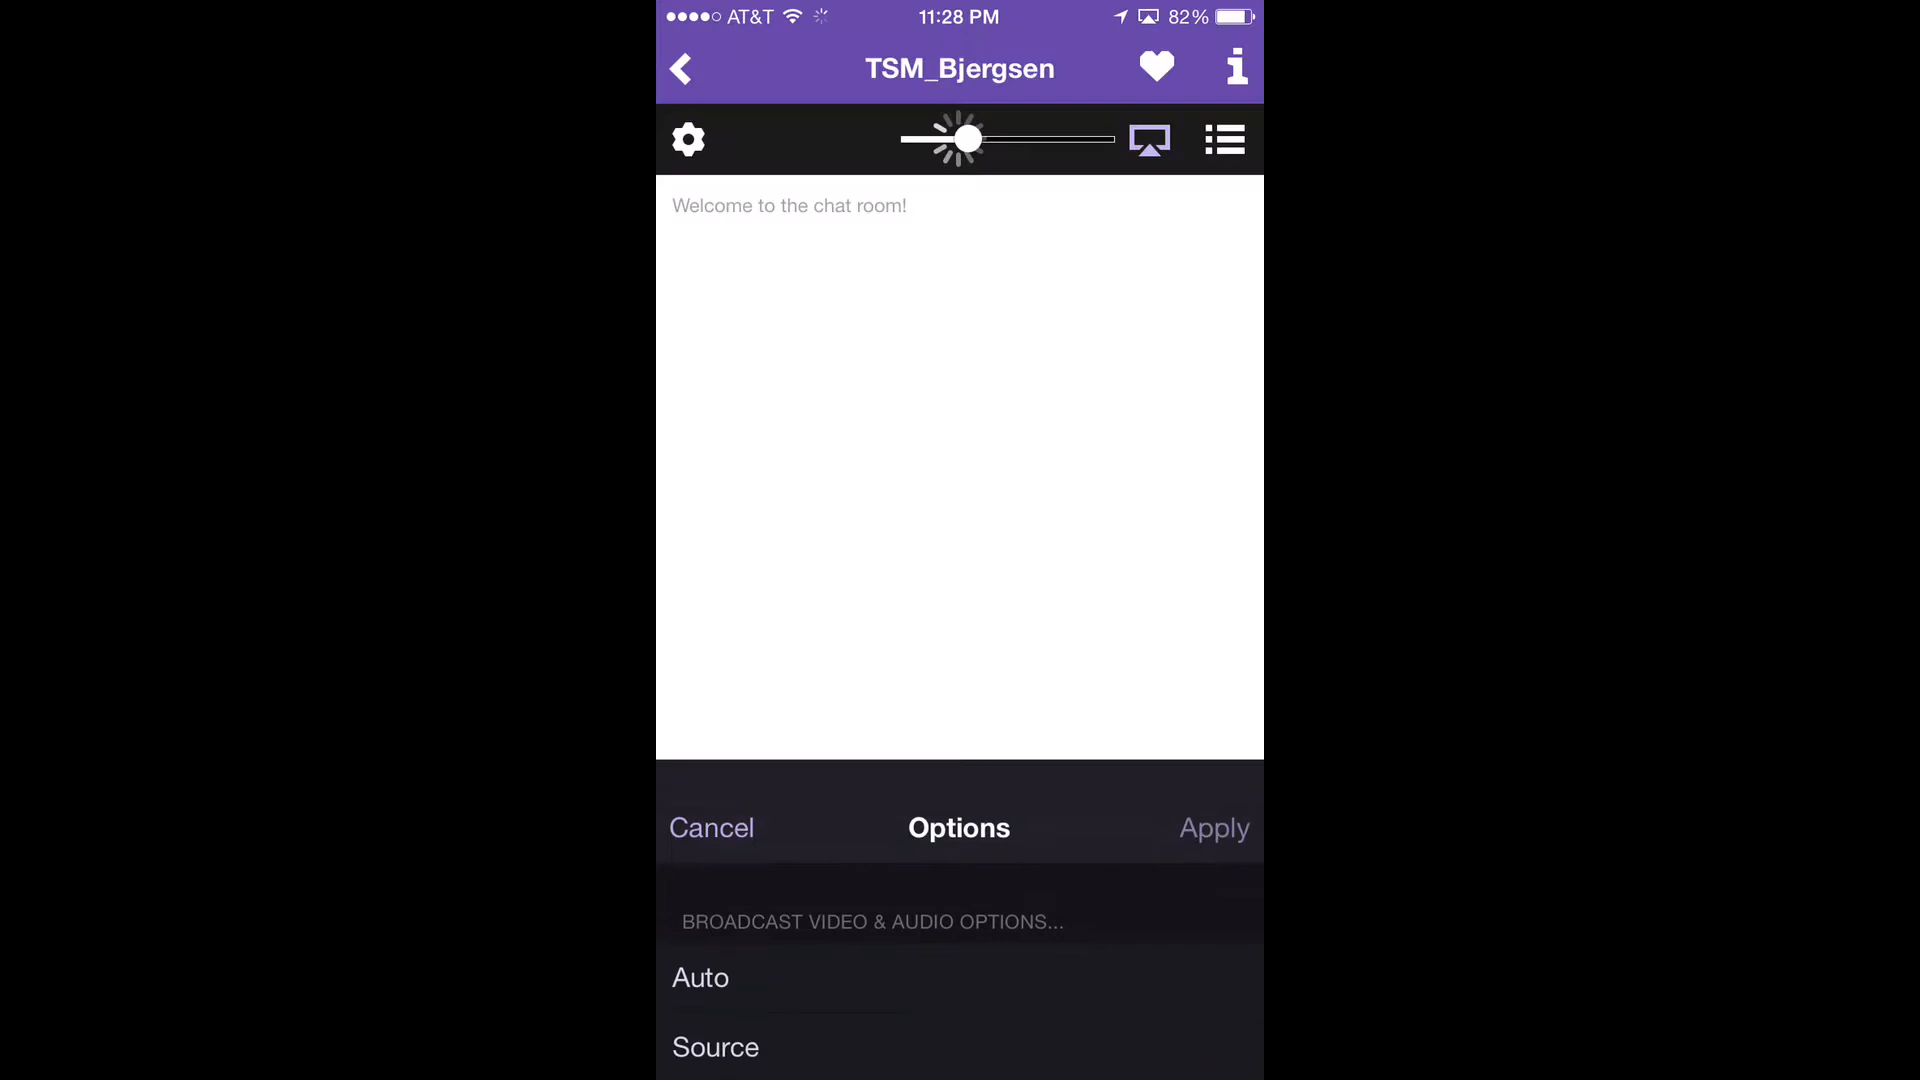 AT&T 11:28 PM 82%
TSM_Bjergsen
Welcome to the chat room!
Cancel Options Apply
BROADCAST VIDEO & AUDIO OPTIONS...
Auto
Source